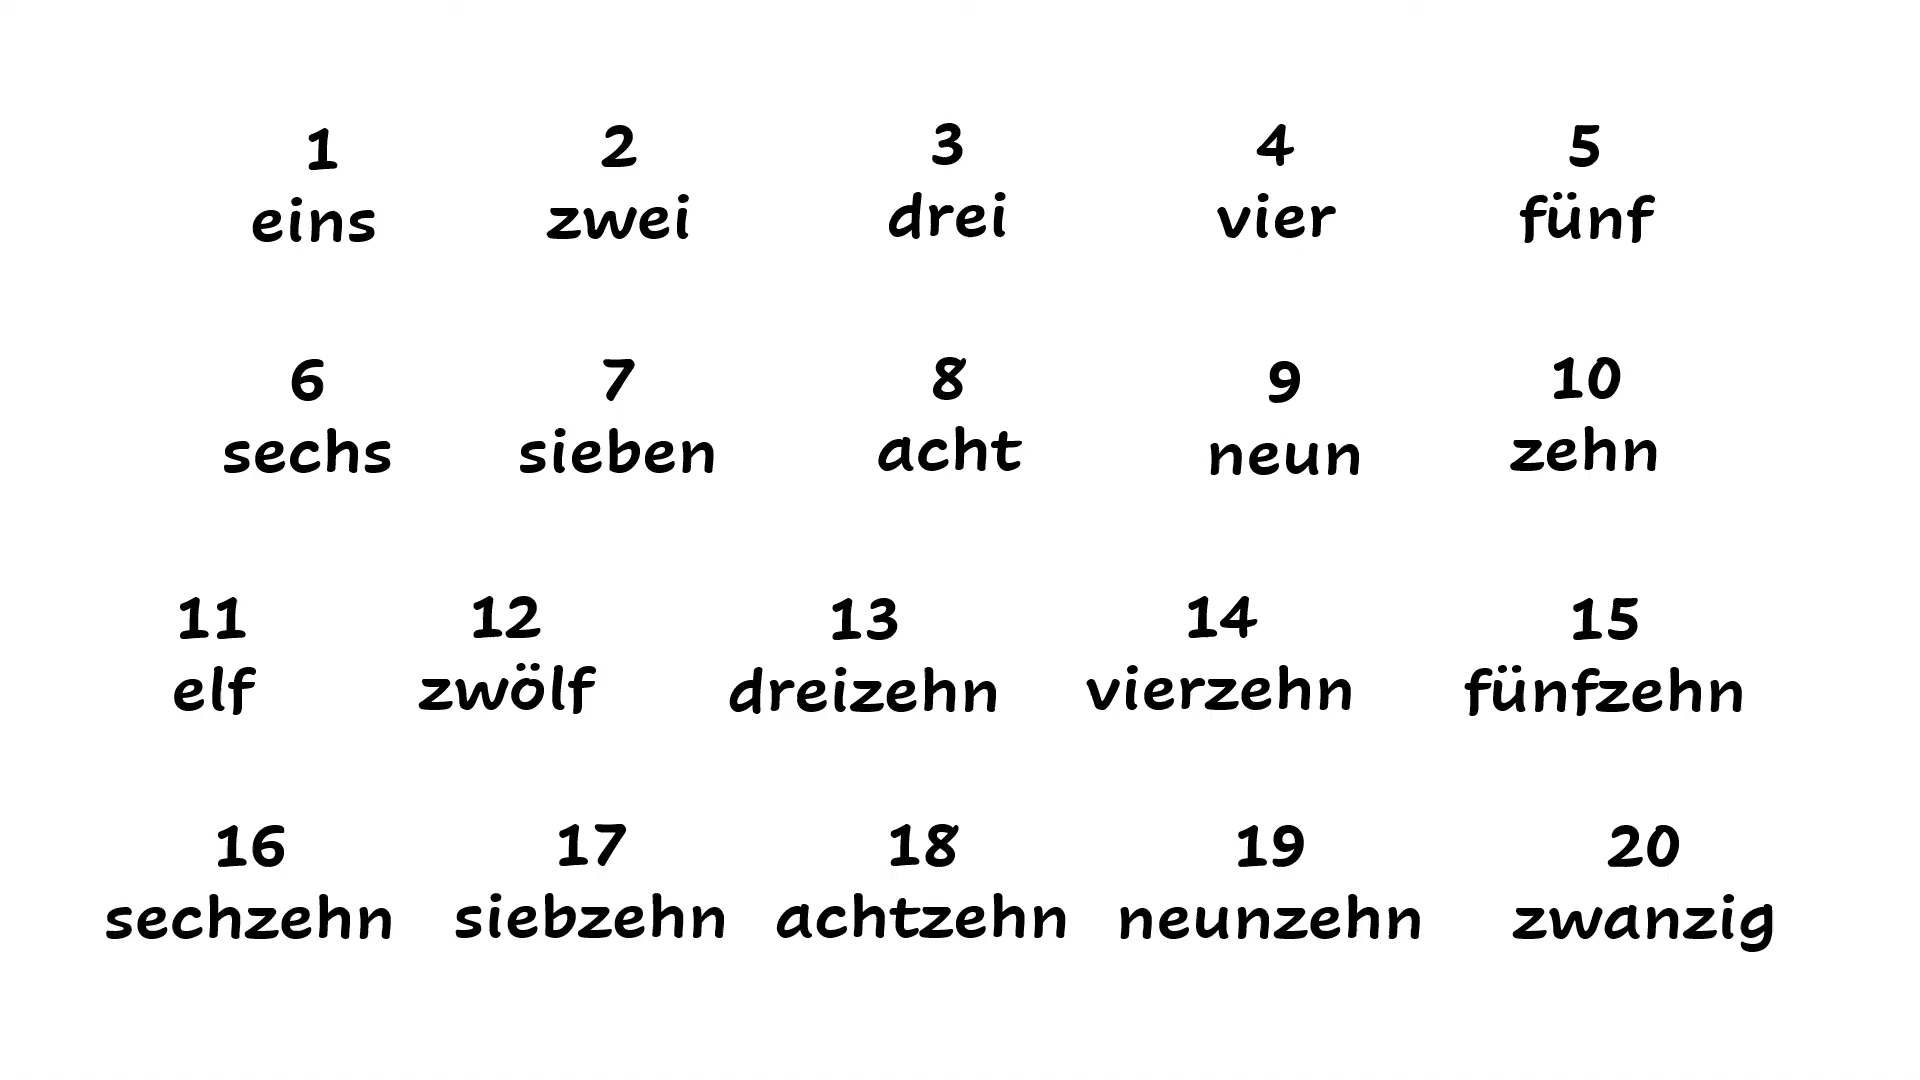 1 2 3 4 5
eins zwei drei vier fünf
6 7 8 9 10
sechs sieben acht neun zehn
11 12 13 14 15
elf zwölf dreizehn vierzehn fünfzehn
16 17 18 19 20
sechzehn siebzehn achtzehn neunzehn zwanzig